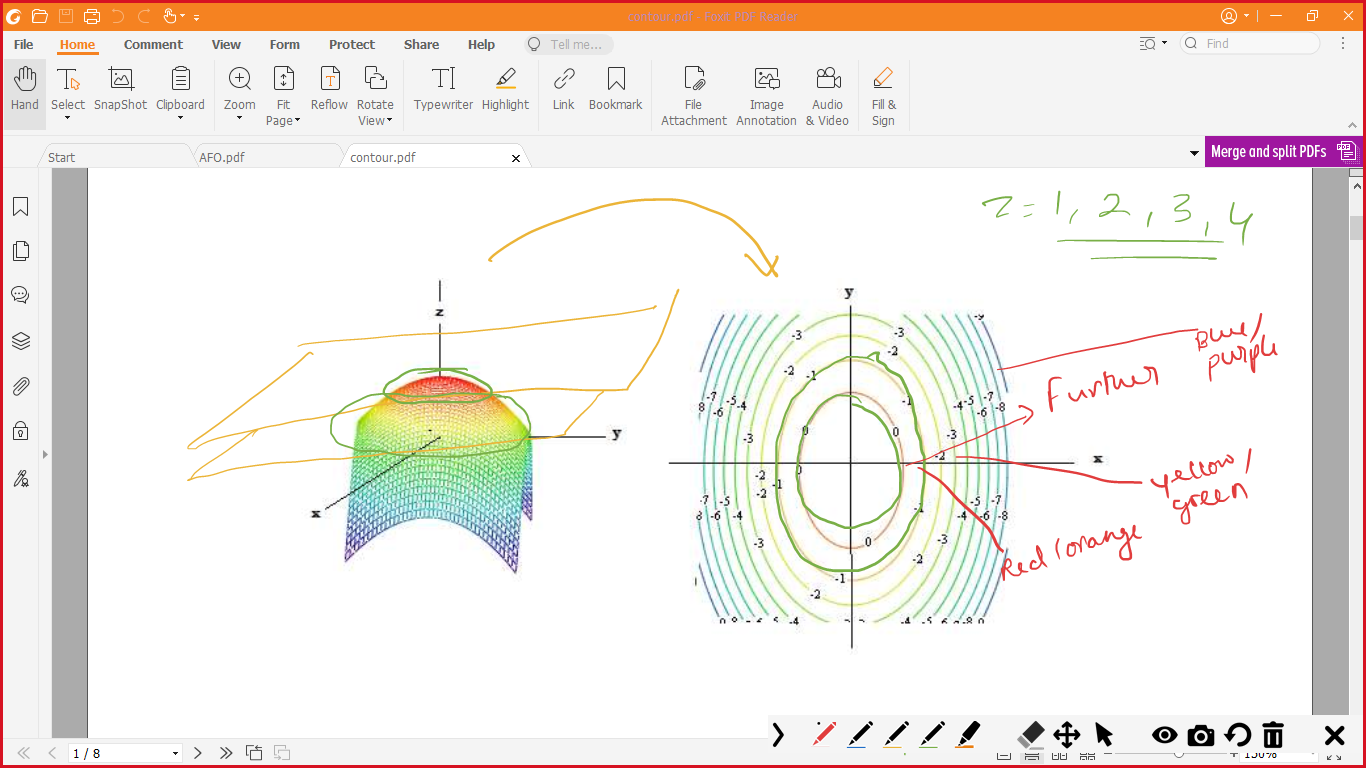 contour.pdf - Foxit PDF Reader
File Home Comment View Form Protect Share Help Tell me... Find
Hand Select SnapShot Clipboard Zoom Fit Page Reflow Rotate View Typewriter Highlight Link Bookmark File Attachment Image Annotation Audio & Video Fill & Sign
Start AFO.pdf contour.pdf Merge and split PDFs
z = 1, 2, 3, 4
z
y
x
y
x
-3 -3
-2 -2
-1 -1
-7 -5 -4 -4 -5 -7
8 -6 -6 -8
0 0
-3 -3
-2
-2 -1
-2
-7 -5 -5 -7
8 -6 -4 -1 -4 -6 -8
-3 0 -3
-2
-1
-2
Blue/
purple
Further
yellow/
green
Red/orange
1 / 8
150%